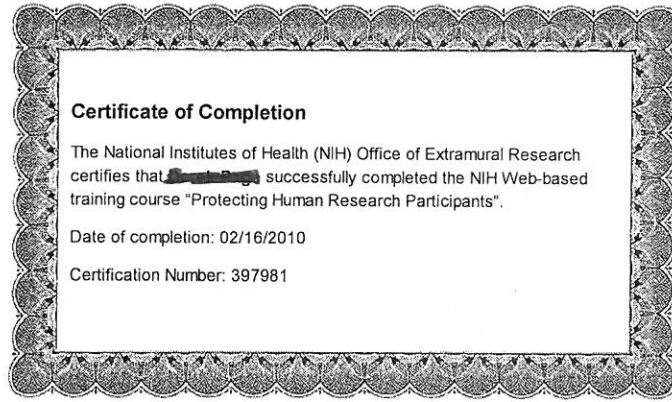 Certificate of Completion
The National Institutes of Health (NIH) Office of Extramural Research
certifies that successfully completed the NIH Web-based
training course "Protecting Human Research Participants".
Date of completion: 02/16/2010
Certification Number: 397981